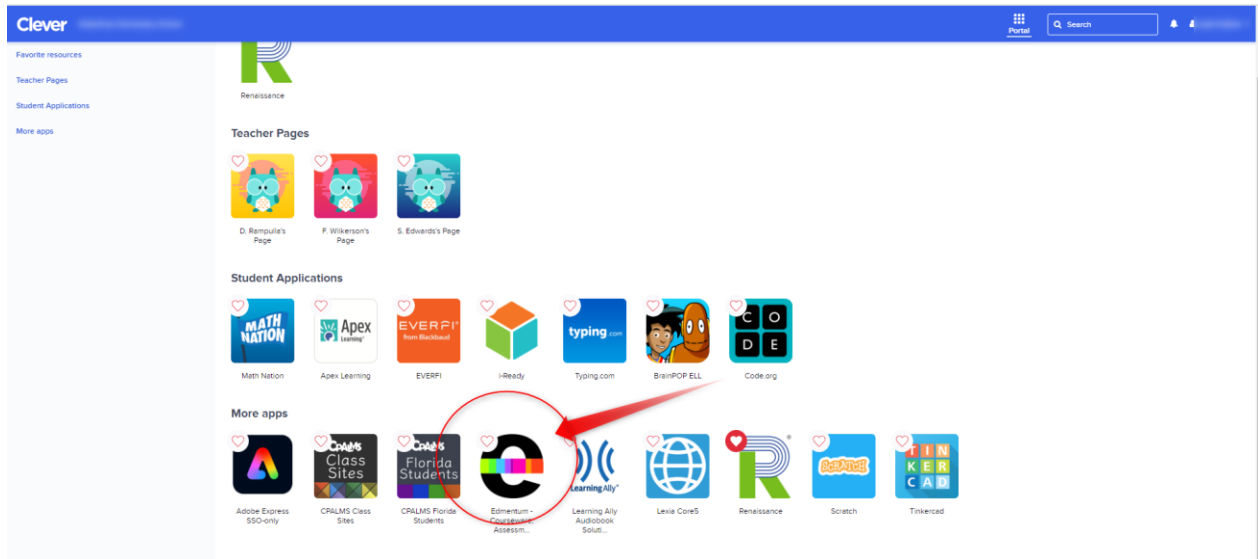 Clever
Portal
Search
Favorite resources
Teacher Pages
Student Applications
More apps
Renaissance
Teacher Pages
D. Rampulla's
Page
F. Wilkerson's
Page
S. Edwards's Page
Student Applications
MATH
NATION
Apex
Learning
EVERFI
from Blackbaud
typing.com
C O
D E
Math Nation
Apex Learning
EVERFI
i-Ready
Typing.com
BrainPOP ELL
Code.org
More apps
CPALMS
Class
Sites
CPALMS
Florida
Students
Learning Ally
SCRATCH
TIN
KER
CAD
Adobe Express
SSO-only
CPALMS Class
Sites
CPALMS Florida
Students
Edmentum -
Courseware,
Assessm...
Learning Ally
Audiobook
Soluti...
Lexia Core5
Renaissance
Scratch
Tinkercad